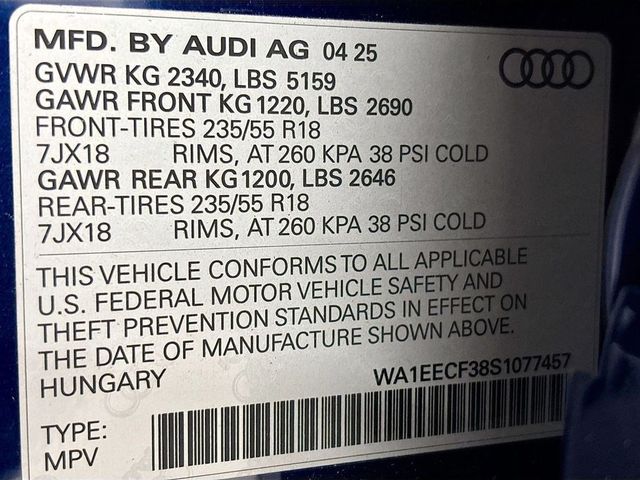 MFD. BY AUDI AG 04 25
GVWR KG 2340, LBS 5159
GAWR FRONT KG 1220, LBS 2690
FRONT-TIRES 235/55 R18
7JX18 RIMS, AT 260 KPA 38 PSI COLD
GAWR REAR KG 1200, LBS 2646
REAR-TIRES 235/55 R18
7JX18 RIMS, AT 260 KPA 38 PSI COLD
THIS VEHICLE CONFORMS TO ALL APPLICABLE
U.S. FEDERAL MOTOR VEHICLE SAFETY AND
THEFT PREVENTION STANDARDS IN EFFECT ON
THE DATE OF MANUFACTURE SHOWN ABOVE.
HUNGARY WA1EECF38S1077457
TYPE:
MPV